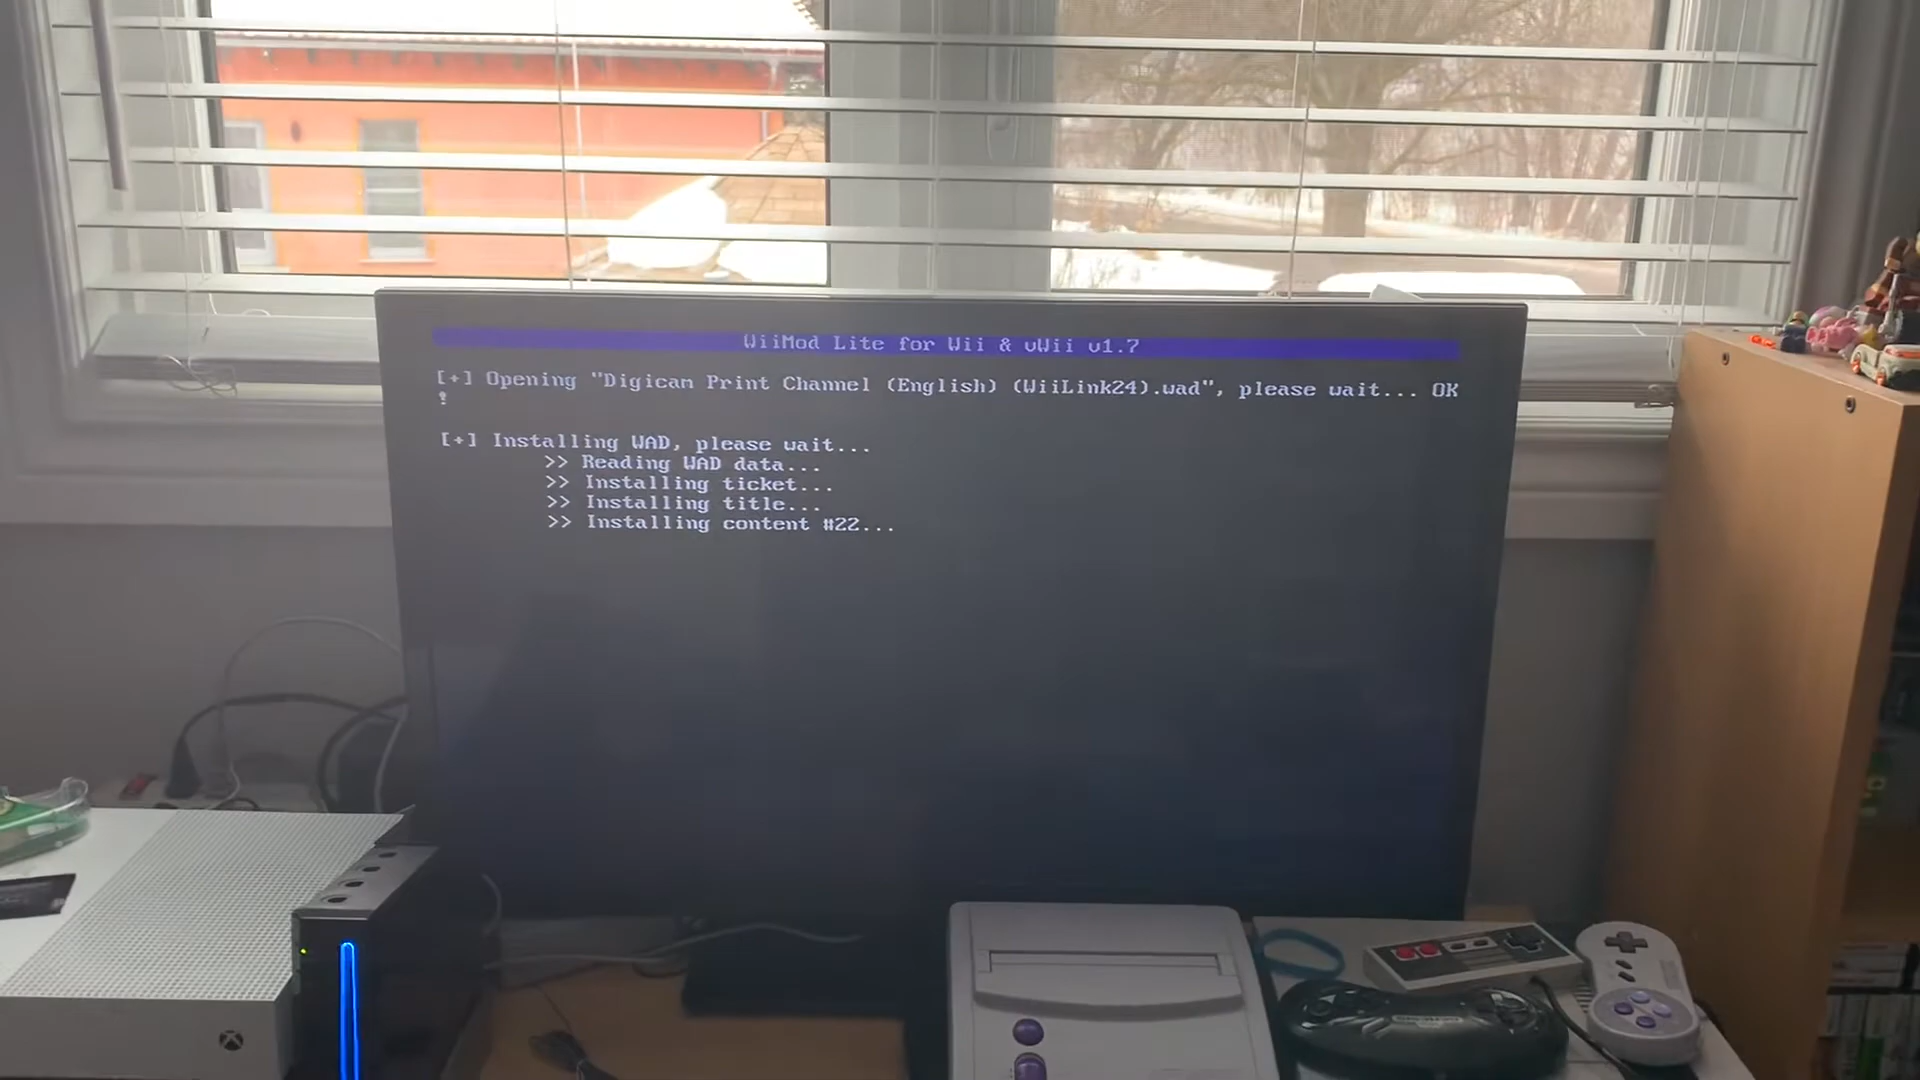 WiiMod Lite for Wii & vWii v1.7
[+] Opening "Digicam Print Channel (English) (WiiLink24).wad", please wait... OK
!
[+] Installing WAD, please wait...
>> Reading WAD data...
>> Installing ticket...
>> Installing title...
>> Installing content #22...